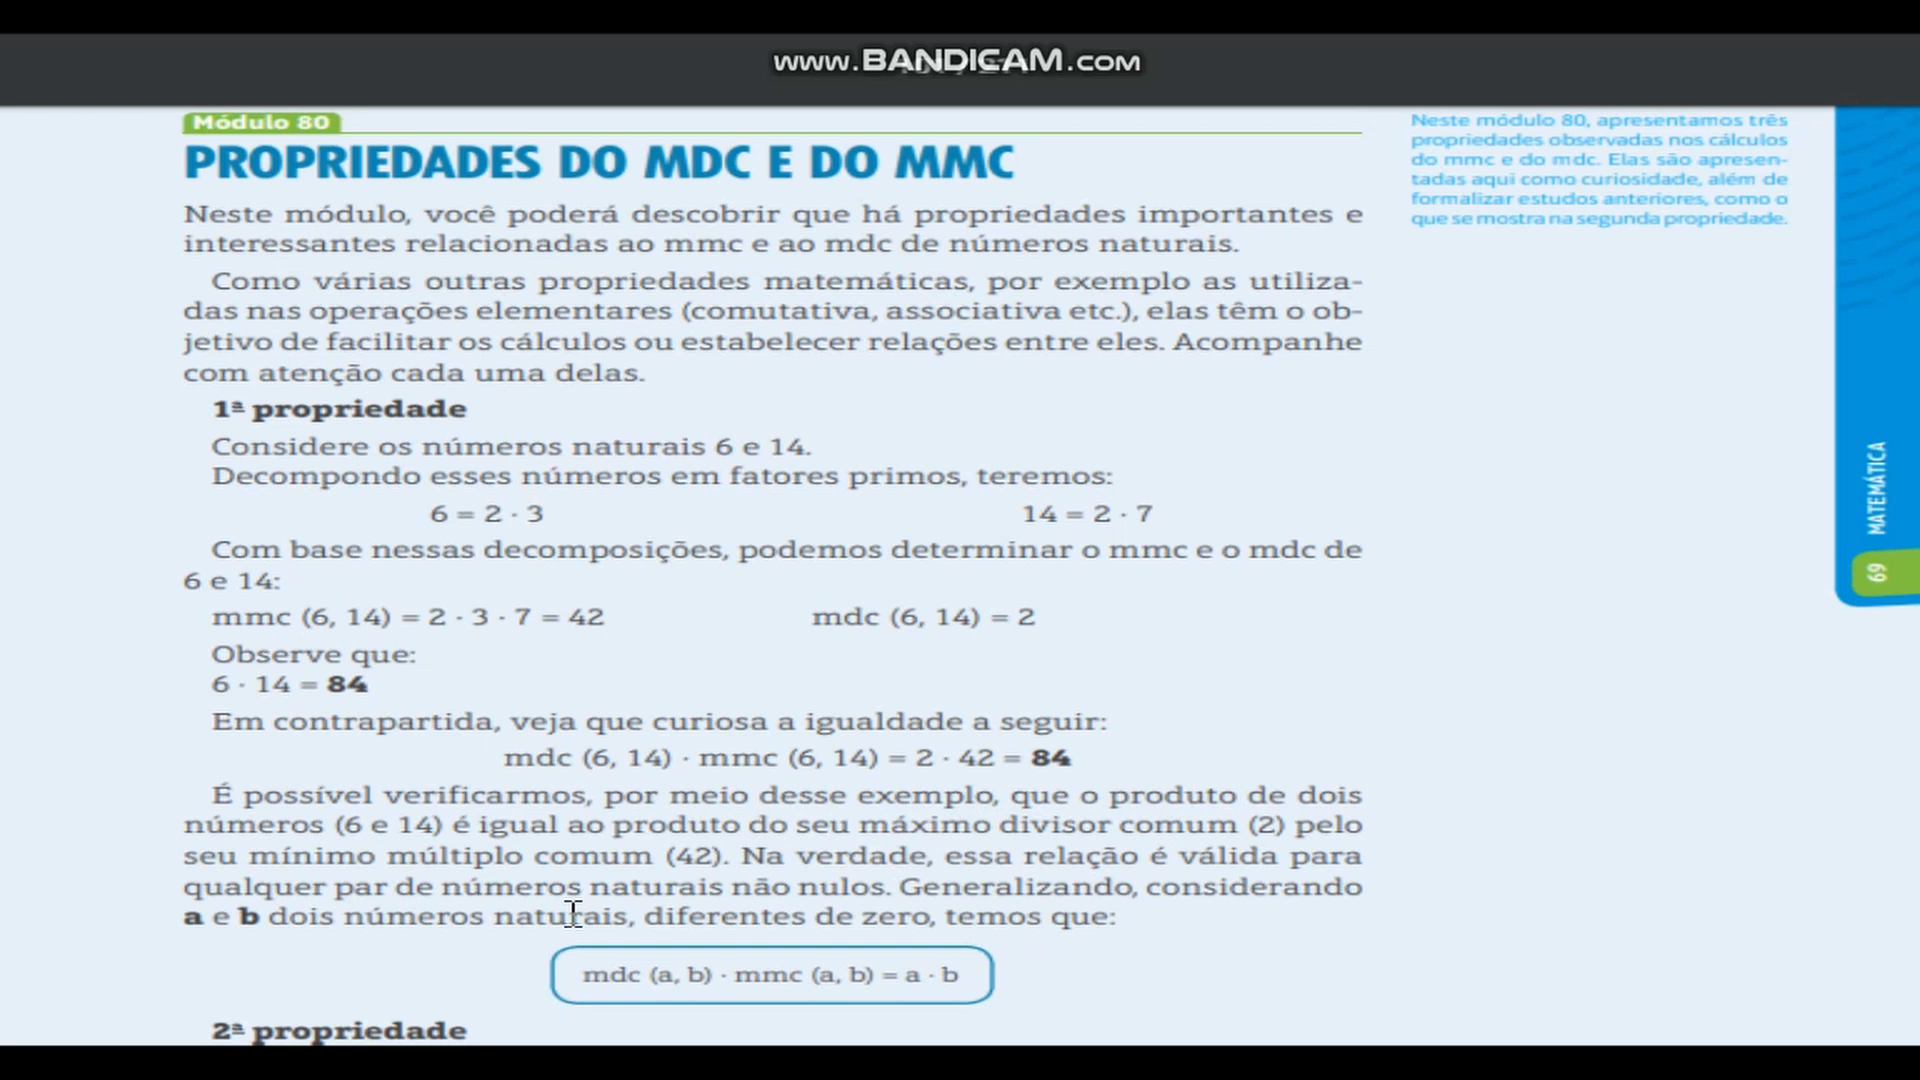 www.BANDICAM.com
Módulo 80
PROPRIEDADES DO MDC E DO MMC
Neste módulo, você poderá descobrir que há propriedades importantes e
interessantes relacionadas ao mmc e ao mdc de números naturais.
Como várias outras propriedades matemáticas, por exemplo as utiliza-
das nas operações elementares (comutativa, associativa etc.), elas têm o ob-
jetivo de facilitar os cálculos ou estabelecer relações entre eles. Acompanhe
com atenção cada uma delas.
1ª propriedade
Considere os números naturais 6 e 14.
Decompondo esses números em fatores primos, teremos:
6 = 2 · 3 14 = 2 · 7
Com base nessas decomposições, podemos determinar o mmc e o mdc de
6 e 14:
mmc (6, 14) = 2 · 3 · 7 = 42 mdc (6, 14) = 2
Observe que:
6 · 14 = 84
Em contrapartida, veja que curiosa a igualdade a seguir:
mdc (6, 14) · mmc (6, 14) = 2 · 42 = 84
É possível verificarmos, por meio desse exemplo, que o produto de dois
números (6 e 14) é igual ao produto do seu máximo divisor comum (2) pelo
seu mínimo múltiplo comum (42). Na verdade, essa relação é válida para
qualquer par de números naturais não nulos. Generalizando, considerando
a e b dois números naturais, diferentes de zero, temos que:
mdc (a, b) · mmc (a, b) = a · b
2ª propriedade
Neste módulo 80, apresentamos três
propriedades observadas nos cálculos
do mmc e do mdc. Elas são apresen-
tadas aqui como curiosidade, além de
formalizar estudos anteriores, como o
que se mostra na segunda propriedade.
MATEMÁTICA
69